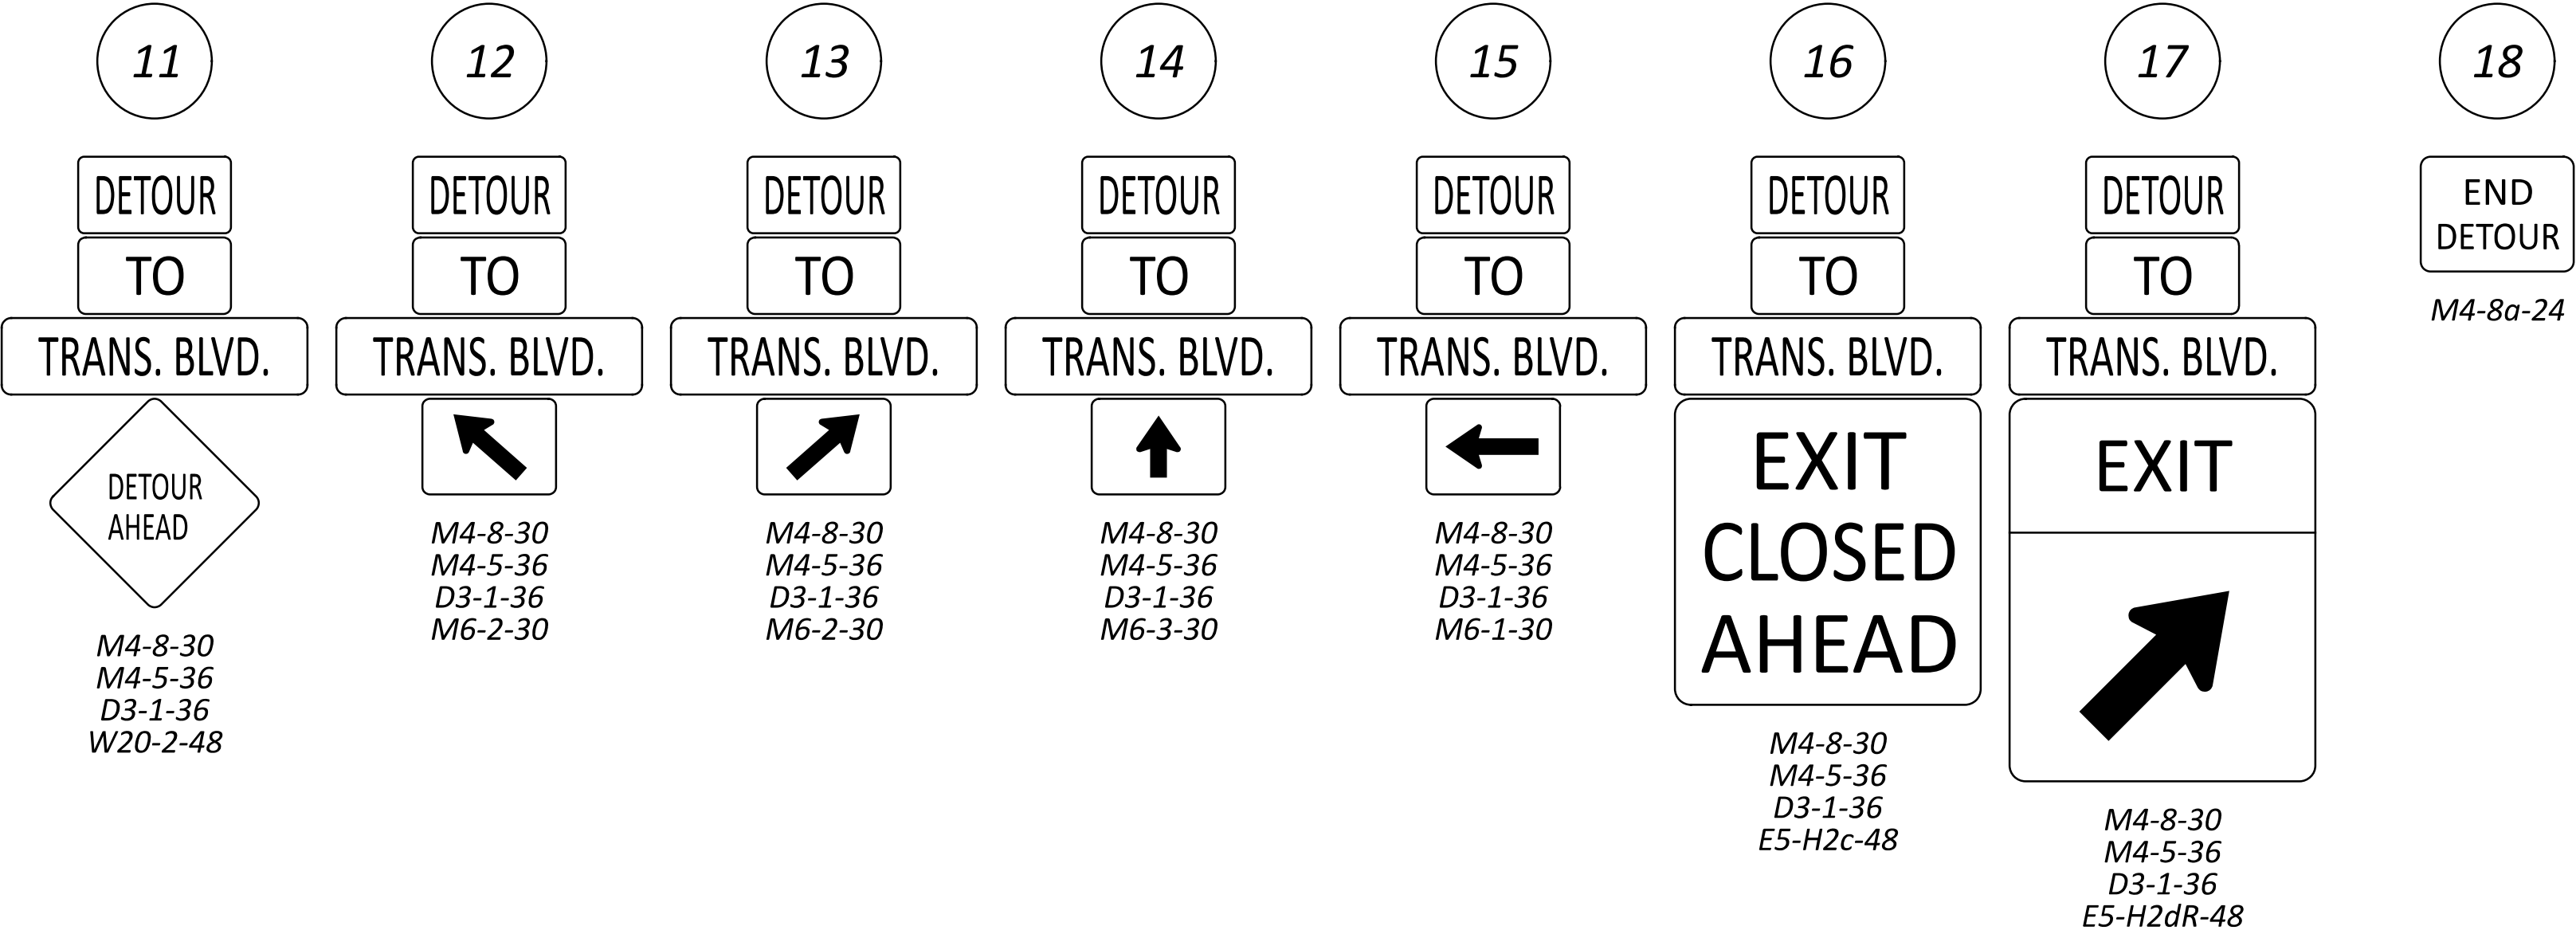 11
DETOUR
TO
TRANS. BLVD.
DETOUR
AHEAD
M4-8-30
M4-5-36
D3-1-36
W20-2-48
12
DETOUR
TO
TRANS. BLVD.
M4-8-30
M4-5-36
D3-1-36
M6-2-30
13
DETOUR
TO
TRANS. BLVD.
M4-8-30
M4-5-36
D3-1-36
M6-2-30
14
DETOUR
TO
TRANS. BLVD.
M4-8-30
M4-5-36
D3-1-36
M6-3-30
15
DETOUR
TO
TRANS. BLVD.
M4-8-30
M4-5-36
D3-1-36
M6-1-30
16
DETOUR
TO
TRANS. BLVD.
EXIT
CLOSED
AHEAD
M4-8-30
M4-5-36
D3-1-36
E5-H2c-48
17
DETOUR
TO
TRANS. BLVD.
EXIT
M4-8-30
M4-5-36
D3-1-36
E5-H2dR-48
18
END
DETOUR
M4-8a-24